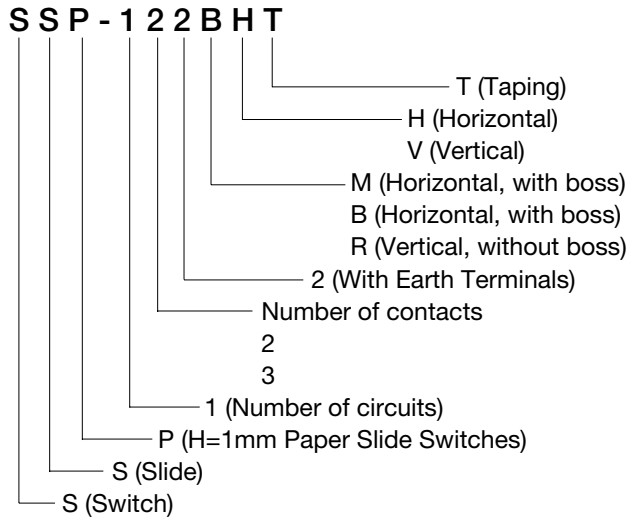 S S P - 1 2 2 B H T
T (Taping)
H (Horizontal)
V (Vertical)
M (Horizontal, with boss)
B (Horizontal, with boss)
R (Vertical, without boss)
2 (With Earth Terminals)
Number of contacts
2
3
1 (Number of circuits)
P (H=1mm Paper Slide Switches)
S (Slide)
S (Switch)